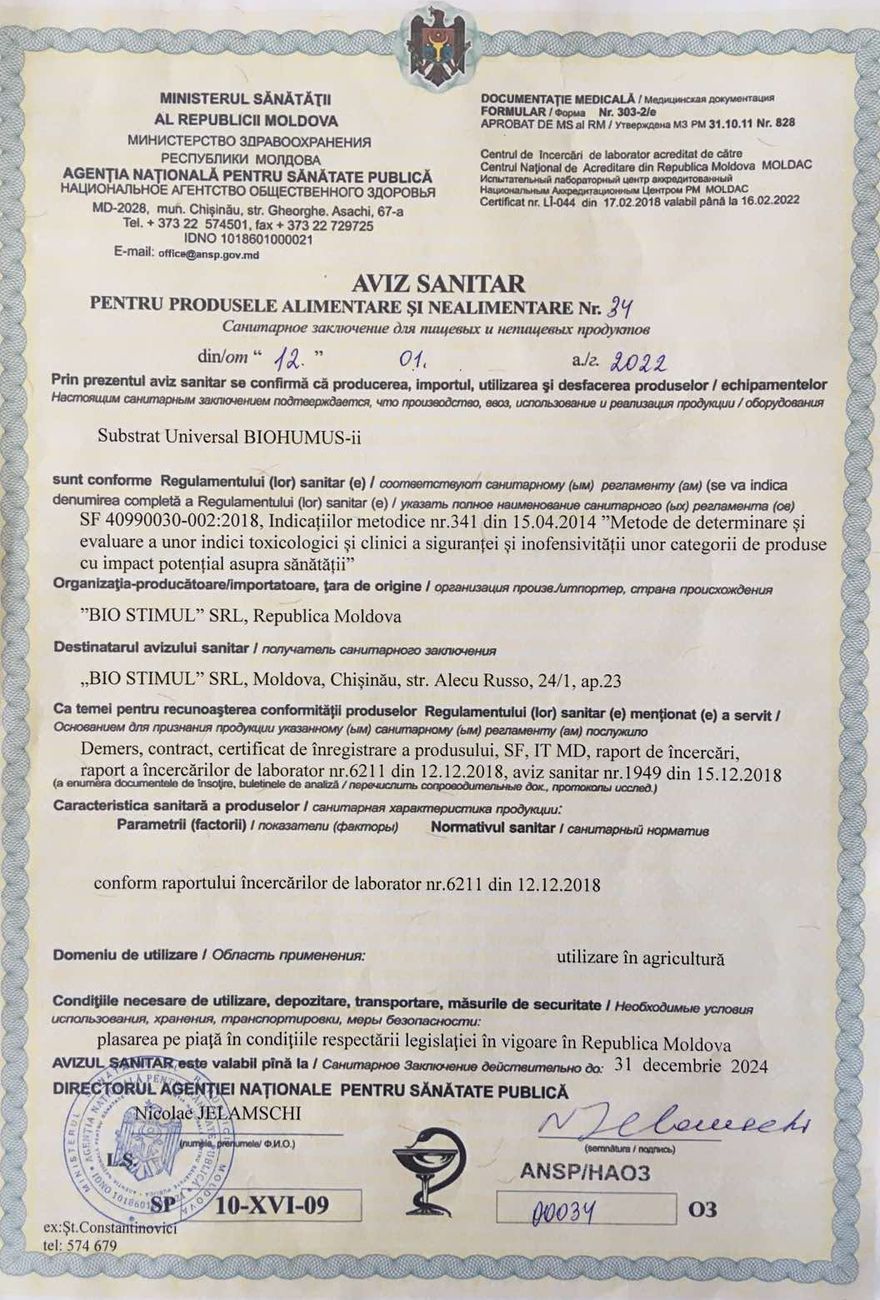 MINISTERUL SĂNĂTĂŢII
AL REPUBLICII MOLDOVA
МИНИСТЕРСТВО ЗДРАВООХРАНЕНИЯ
РЕСПУБЛИКИ МОЛДОВА
AGENŢIA NAŢIONALĂ PENTRU SĂNĂTATE PUBLICĂ
НАЦИОНАЛЬНОЕ АГЕНТСТВО ОБЩЕСТВЕННОГО ЗДОРОВЬЯ
MD-2028, mun. Chişinău, str. Gheorghe. Asachi, 67-a
Tel. + 373 22 574501, fax + 373 22 729725
IDNO 1018601000021
E-mail: office@ansp.gov.md
DOCUMENTAŢIE MEDICALĂ / Медицинская документация
FORMULAR / Форма Nr. 303-2/e
APROBAT DE MS al RM / Утверждена МЗ РМ 31.10.11 Nr. 828
Centrul de încercări de laborator acreditat de către
Centrul Naţional de Acreditare din Republica Moldova MOLDAC
Испытательный лабораторный центр аккредитованный
Национальным Аккредитационным Центром РМ MOLDAC
Certificat nr. LÎ-044 din 17.02.2018 valabil până la 16.02.2022
AVIZ SANITAR
PENTRU PRODUSELE ALIMENTARE ŞI NEALIMENTARE Nr. 34
Санитарное заключение для пищевых и непищевых продуктов
din/от “ 12. ” 01. a./г. 2022
Prin prezentul aviz sanitar se confirmă că producerea, importul, utilizarea şi desfacerea produselor / echipamentelor
Настоящим санитарным заключением подтверждается, что производство, ввоз, использование и реализация продукции / оборудования
Substrat Universal BIOHUMUS-ii
sunt conforme Regulamentului (lor) sanitar (e) / соответствуют санитарному (ым) регламенту (ам) (se va indica
denumirea completă a Regulamentului (lor) sanitar (e) / указать полное наименование санитарного (ых) регламента (ов)
SF 40990030-002:2018, Indicațiilor metodice nr.341 din 15.04.2014 ”Metode de determinare și
evaluare a unor indici toxicologici și clinici a siguranței și inofensivității unor categorii de produse
cu impact potențial asupra sănătății”
Organizaţia-producătoare/importatoare, ţara de origine / организация произв./импортер, страна происхождения
”BIO STIMUL” SRL, Republica Moldova
Destinatarul avizului sanitar / получатель санитарного заключения
„BIO STIMUL” SRL, Moldova, Chișinău, str. Alecu Russo, 24/1, ap.23
Ca temei pentru recunoaşterea conformităţii produselor Regulamentului (lor) sanitar (e) menţionat (e) a servit /
Основанием для признания продукции указанному (ым) санитарному (ым) регламенту (ам) послужило
Demers, contract, certificat de înregistrare a produsului, SF, IT MD, raport de încercări,
raport a încercărilor de laborator nr.6211 din 12.12.2018, aviz sanitar nr.1949 din 15.12.2018
(a enumăra documentele de însoţire, buletinele de analiză / перечислить сопроводительные док., протоколы исслед.)
Caracteristica sanitară a produselor / санитарная характеристика продукции:
Parametrii (factorii) / показатели (факторы) Normativul sanitar / санитарный норматив
conform raportului încercărilor de laborator nr.6211 din 12.12.2018
Domeniu de utilizare / Область применения: utilizare în agricultură
Condiţiile necesare de utilizare, depozitare, transportare, măsurile de securitate / Необходимые условия
использования, хранения, транспортировки, меры безопасности:
plasarea pe piață în condițiile respectării legislației în vigoare în Republica Moldova
AVIZUL SANITAR este valabil pînă la / Санитарное Заключение действительно до: 31 decembrie 2024
DIRECTORUL AGENŢIEI NAŢIONALE PENTRU SĂNĂTATE PUBLICĂ
Nicolae JELAMSCHI
N Jelamschi
(numele, prenumele/ Ф.И.О.)
(semnătura / подпись)
L.Ș.
ANSP/HAO3
SP 10-XVI-09
00034 O3
ex:Șt.Constantinovici
tel: 574 679